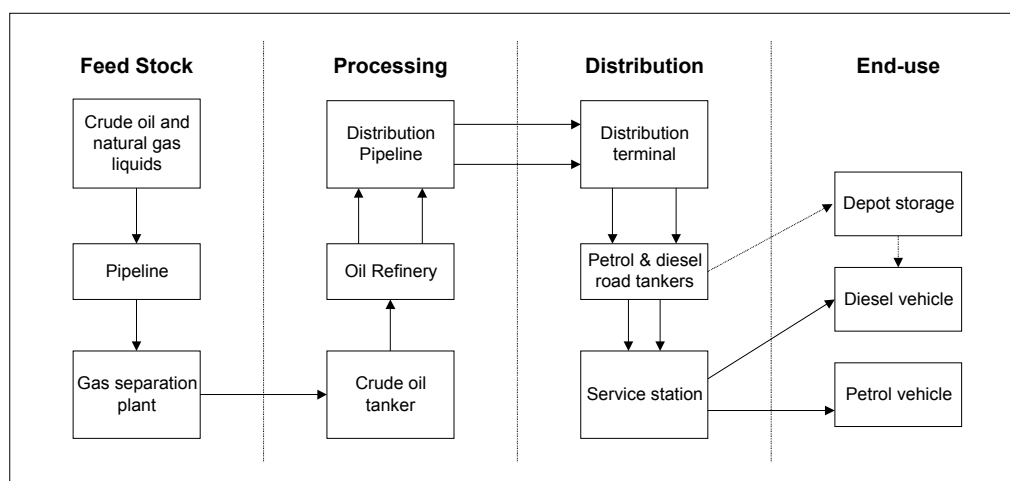 Feed Stock
Crude oil and
natural gas
liquids
Pipeline
Gas separation
plant
Processing
Distribution
Pipeline
Oil Refinery
Crude oil
tanker
Distribution
Distribution
terminal
Petrol & diesel
road tankers
Service station
End-use
Depot storage
Diesel vehicle
Petrol vehicle